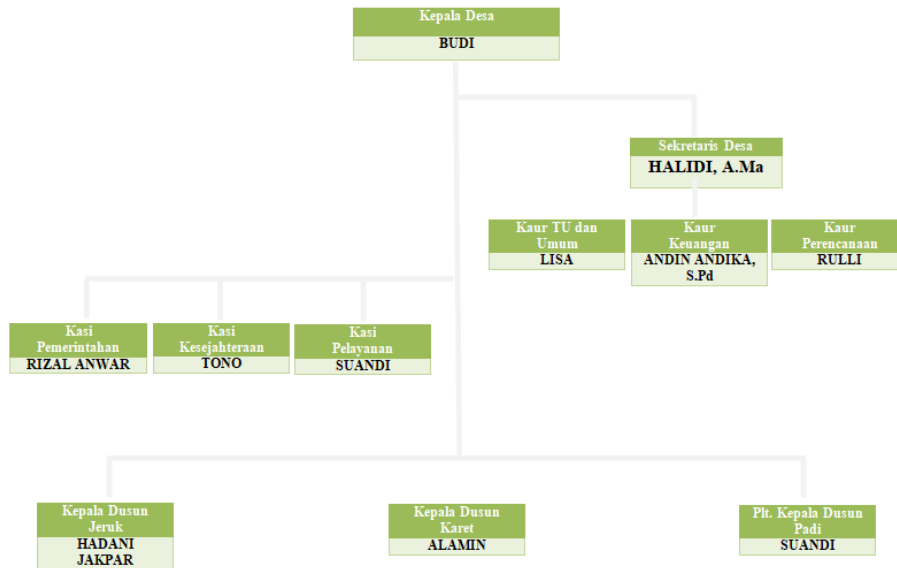 Kepala Desa
BUDI
Sekretaris Desa
HALIDI, A.Ma
Kaur TU dan
Umum
LISA
Kaur
Keuangan
ANDIN ANDIKA,
S.Pd
Kaur
Perencanaan
RULLI
Kasi
Pemerintahan
RIZAL ANWAR
Kasi
Kesejahteraan
TONO
Kasi
Pelayanan
SUANDI
Kepala Dusun
Jeruk
HADANI
JAKPAR
Kepala Dusun
Karet
ALAMIN
Plt. Kepala Dusun
Padi
SUANDI